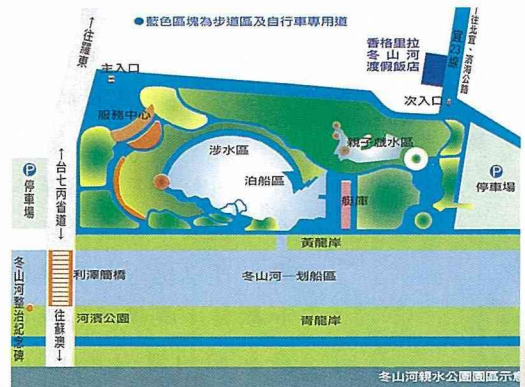 ●藍色區塊為步道區及自行車專用道
↑往羅東
主入口
香格里拉
冬山河
渡假飯店
往北宜、濱海公路
宜23線
次入口
服務中心
涉水區
親子戲水區
泊船區
艇庫
P
停車場
P
停車場
↑台七丙省道↓
黃龍岸
利澤簡橋
冬山河—划船區
冬山河整治紀念碑
河濱公園
青龍岸
往蘇澳↓
冬山河親水公園園區示意